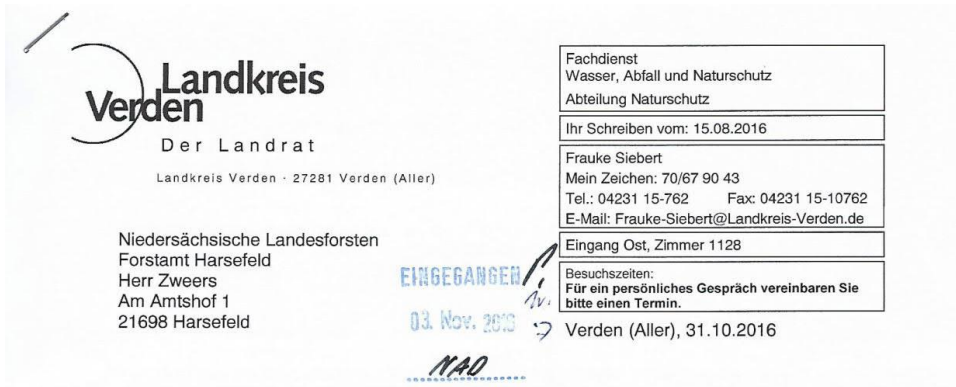 Landkreis
Verden
Der Landrat
Landkreis Verden · 27281 Verden (Aller)
Niedersächsische Landesforsten
Forstamt Harsefeld
Herr Zweers
Am Amtshof 1
21698 Harsefeld
EINGEGANGEN
03. Nov. 2016
NAD
Fachdienst
Wasser, Abfall und Naturschutz
Abteilung Naturschutz
Ihr Schreiben vom: 15.08.2016
Frauke Siebert
Mein Zeichen: 70/67 90 43
Tel.: 04231 15-762 Fax: 04231 15-10762
E-Mail: Frauke-Siebert@Landkreis-Verden.de
Eingang Ost, Zimmer 1128
Besuchszeiten:
Für ein persönliches Gespräch vereinbaren Sie
bitte einen Termin.
Verden (Aller), 31.10.2016